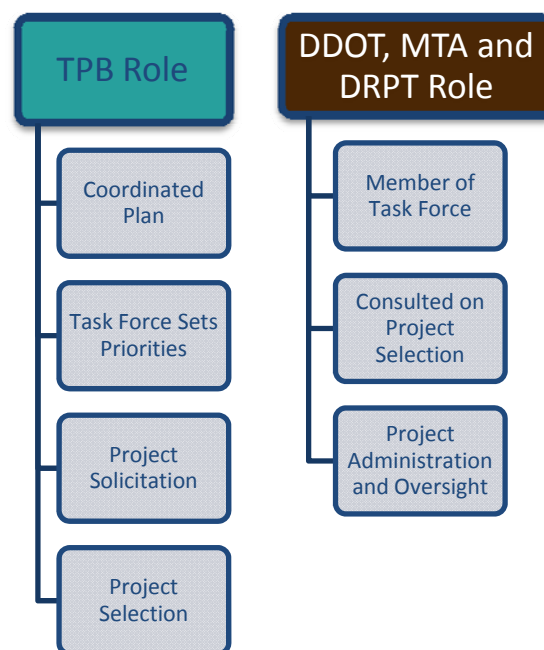 TPB Role
Coordinated
Plan
Task Force Sets
Priorities
Project
Solicitation
Project
Selection
DDOT, MTA and
DRPT Role
Member of
Task Force
Consulted on
Project
Selection
Project
Administration
and Oversight